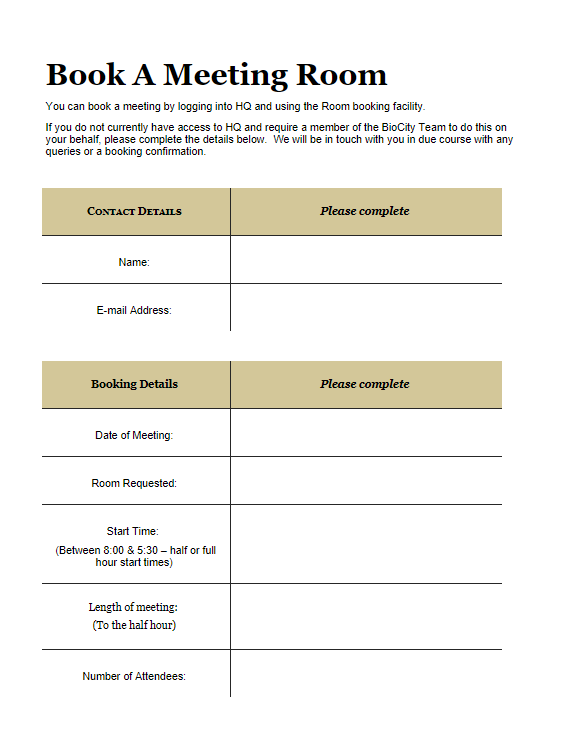 Book A Meeting Room
You can book a meeting by logging into HQ and using the Room booking facility.
If you do not currently have access to HQ and require a member of the BioCity Team to do this on
your behalf, please complete the details below.  We will be in touch with you in due course with any
queries or a booking confirmation.
CONTACT DETAILS
Please complete
Name:
E-mail Address:
Booking Details
Please complete
Date of Meeting:
Room Requested:
Start Time:
(Between 8:00 & 5:30 – half or full
hour start times)
Length of meeting:
(To the half hour)
Number of Attendees: